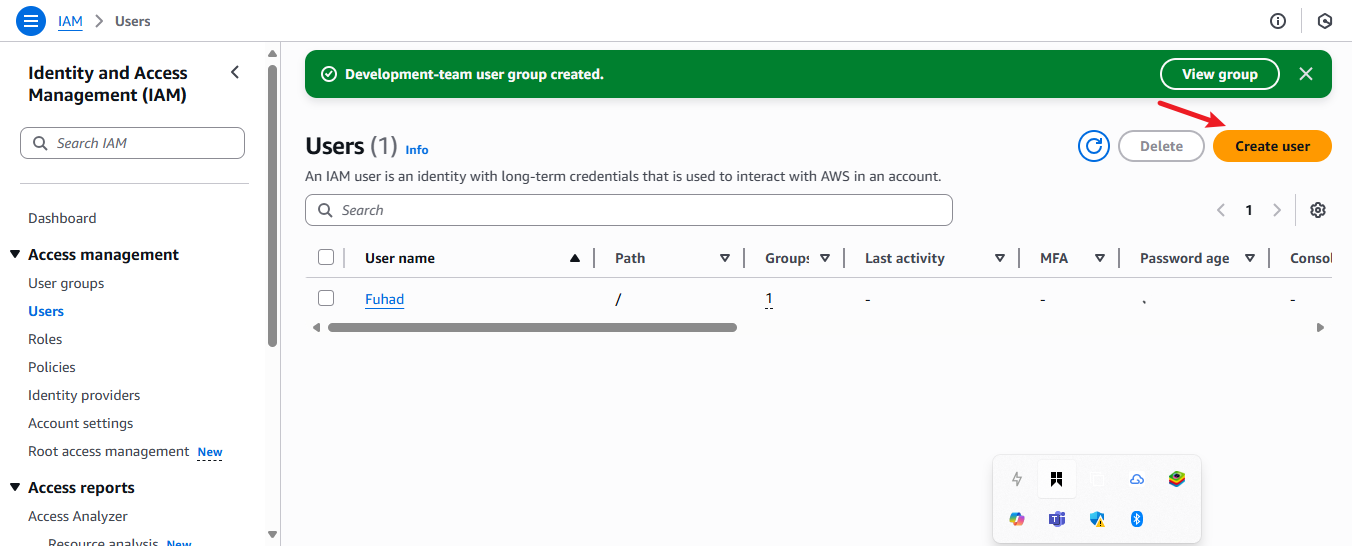 IAM > Users
Identity and Access
Management (IAM)
Search IAM
Dashboard
Access management
User groups
Users
Roles
Policies
Identity providers
Account settings
Root access management New
Access reports
Access Analyzer
Resource analysis New
Development-team user group created.
View group
Users (1) Info
Delete
Create user
An IAM user is an identity with long-term credentials that is used to interact with AWS in an account.
Search
1
User name Path Groups Last activity MFA Password age Consol
Fuhad / 1 - - -